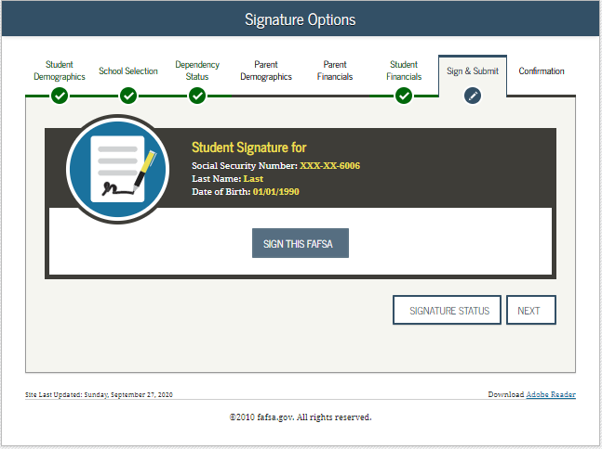 Signature Options
Student Demographics
School Selection
Dependency Status
Parent Demographics
Parent Financials
Student Financials
Sign & Submit
Confirmation
Student Signature for
Social Security Number: XXX-XX-6006
Last Name: Last
Date of Birth: 01/01/1990
SIGN THIS FAFSA
SIGNATURE STATUS
NEXT
Site Last Updated: Sunday, September 27, 2020
Download Adobe Reader
©2010 fafsa.gov. All rights reserved.